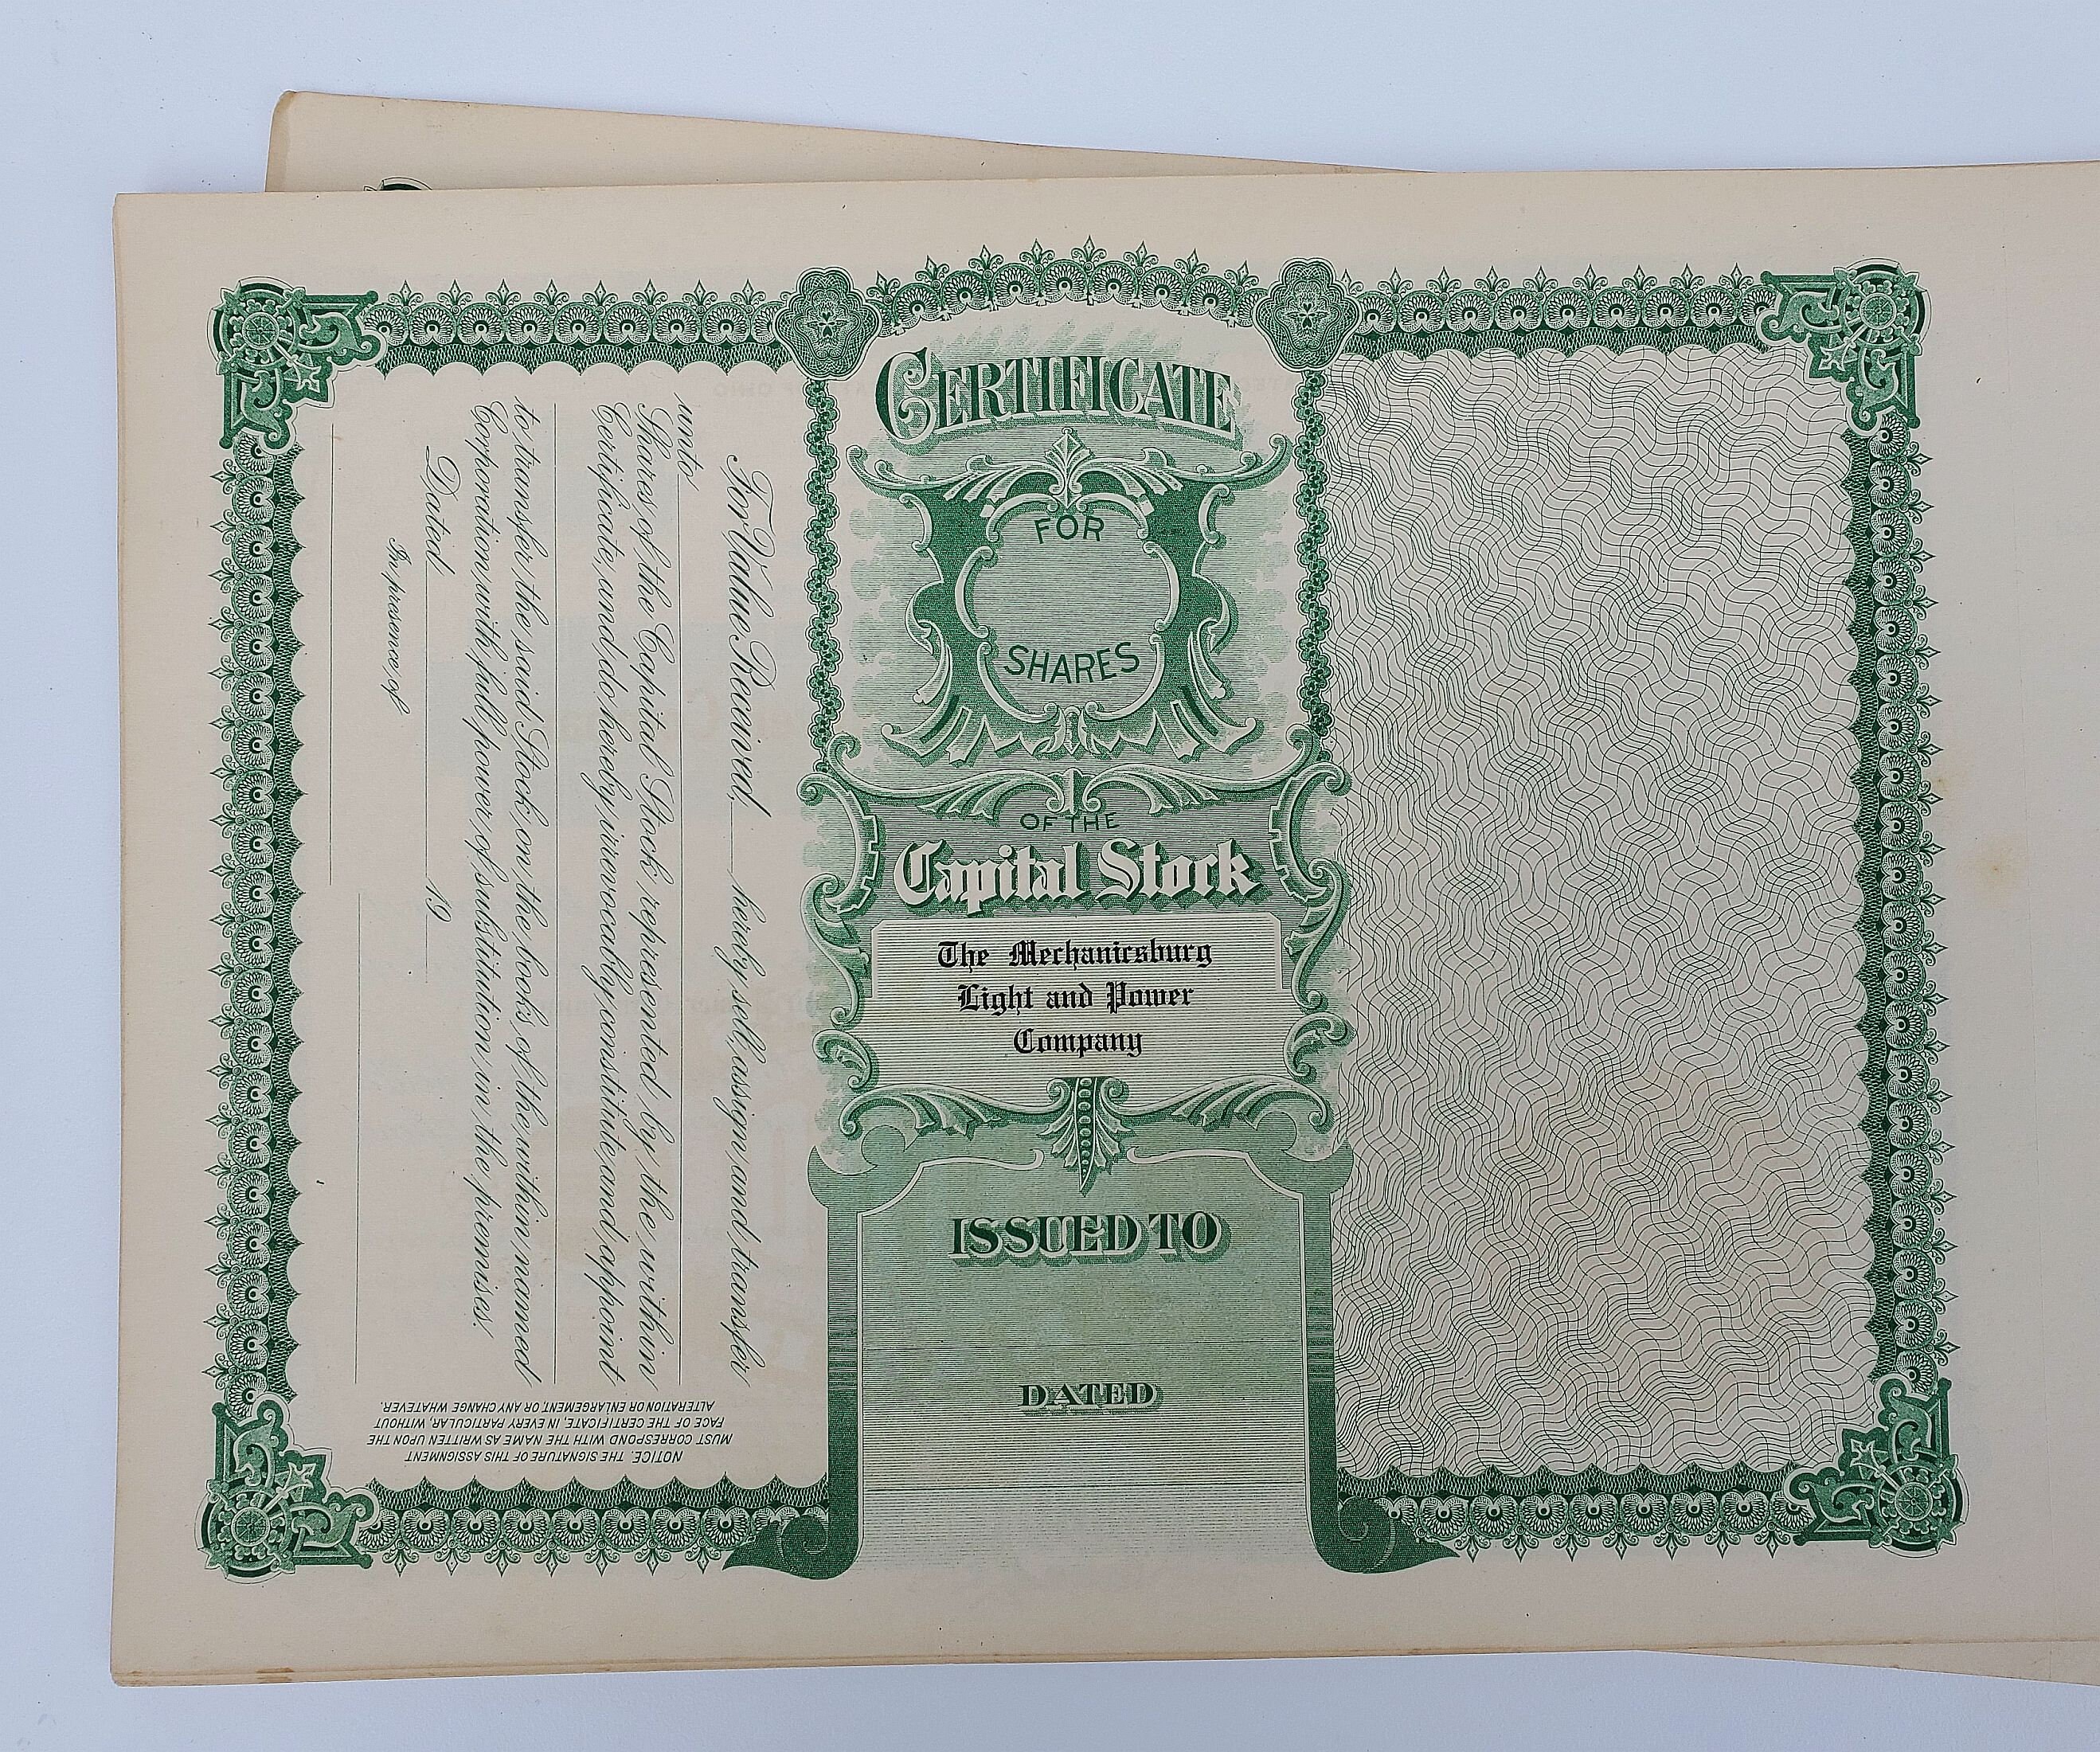 CERTIFICATE
FOR
SHARES
OF THE
Capital Stock
The Mechanicsburg
Light and Power
Company
ISSUED TO
DATED
For Value Received, hereby sell, assign and transfer
unto
Shares of the Capital Stock represented by the within
Certificate, and do hereby irrevocably constitute and appoint
to transfer the said Stock on the books of the within named
Corporation with full power of substitution in the premises.
Dated 19
In presence of
NOTICE. THE SIGNATURE OF THIS ASSIGNMENT
MUST CORRESPOND WITH THE NAME AS WRITTEN UPON THE
FACE OF THE CERTIFICATE, IN EVERY PARTICULAR, WITHOUT
ALTERATION OR ENLARGEMENT, OR ANY CHANGE WHATEVER.